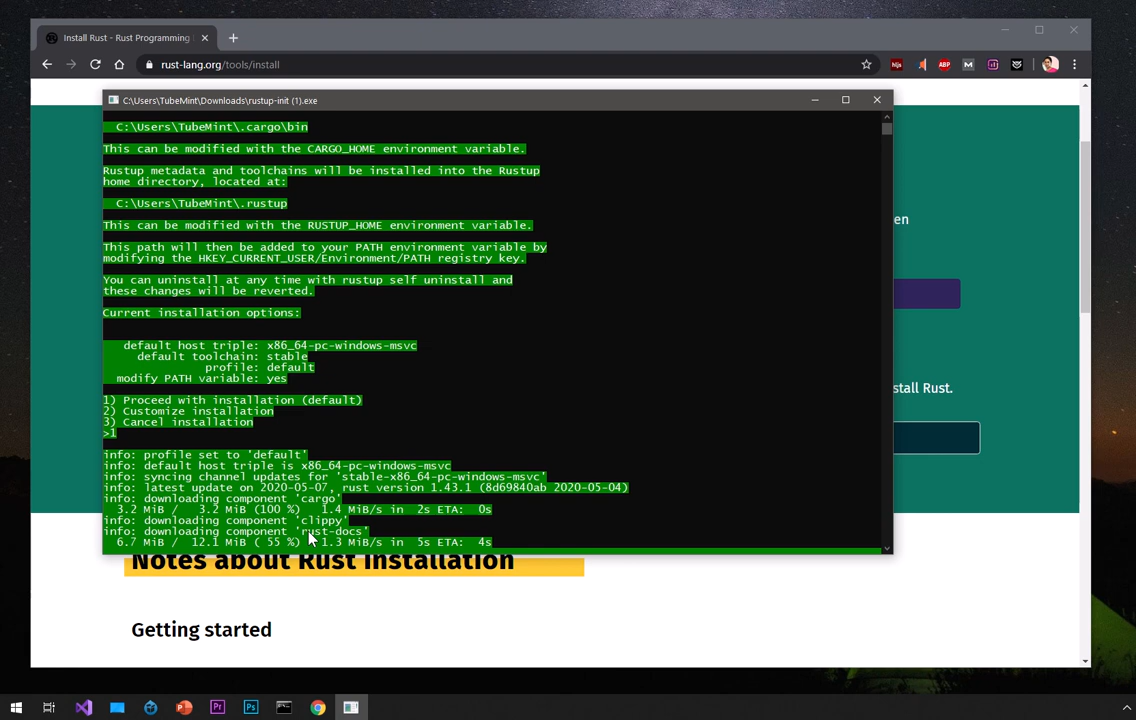 Install Rust - Rust Programming
rust-lang.org/tools/install
hljs
ABP
M
C:\Users\TubeMint\Downloads\rustup-init (1).exe
C:\Users\TubeMint\.cargo\bin
This can be modified with the CARGO_HOME environment variable.
Rustup metadata and toolchains will be installed into the Rustup
home directory, located at:
C:\Users\TubeMint\.rustup
This can be modified with the RUSTUP_HOME environment variable.
en
This path will then be added to your PATH environment variable by
modifying the HKEY_CURRENT_USER/Environment/PATH registry key.
You can uninstall at any time with rustup self uninstall and
these changes will be reverted.
Current installation options:
default host triple: x86_64-pc-windows-msvc
default toolchain: stable
profile: default
modify PATH variable: yes
stall Rust.
1) Proceed with installation (default)
2) Customize installation
3) Cancel installation
>1
info: profile set to 'default'
info: default host triple is x86_64-pc-windows-msvc
info: syncing channel updates for 'stable-x86_64-pc-windows-msvc'
info: latest update on 2020-05-07, rust version 1.43.1 (8d69840ab 2020-05-04)
info: downloading component 'cargo'
3.2 MiB / 3.2 MiB (100 %) 1.4 MiB/s in 2s ETA: 0s
info: downloading component 'clippy'
info: downloading component 'rust-docs'
6.7 MiB / 12.1 MiB ( 55 %) 1.3 MiB/s in 5s ETA: 4s
Notes about Rust Installation
Getting started
Pr
Ps